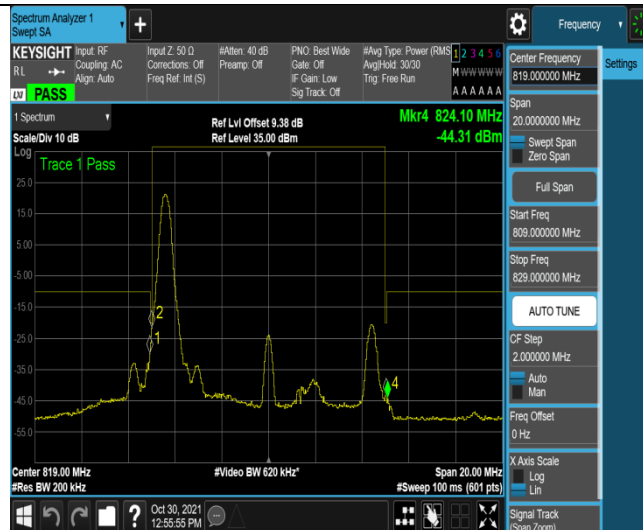 Spectrum Analyzer 1
Swept SA
Frequency
KEYSIGHT
Input: RF
Coupling: AC
Align: Auto
Input Z: 50 Ω
Corrections: Off
Freq Ref: Int (S)
#Atten: 40 dB
Preamp: Off
PNO: Best Wide
Gate: Off
IF Gain: Low
Sig Track: Off
#Avg Type: Power (RMS
Avg|Hold: 30/30
Trig: Free Run
1 2 3 4 5 6
M W W W W W
A A A A A A
R L
LXI PASS
1 Spectrum
Scale/Div 10 dB
Ref Lvl Offset 9.38 dB
Ref Level 35.00 dBm
Mkr4 824.10 MHz
-44.31 dBm
Log
Trace 1 Pass
25.0
15.0
5.00
-5.00
-15.0
-25.0
-35.0
-45.0
-55.0
2
1
4
Center 819.00 MHz
#Res BW 200 kHz
#Video BW 620 kHz*
Span 20.00 MHz
#Sweep 100 ms (601 pts)
Oct 30, 2021
12:55:55 PM
Center Frequency
819.000000 MHz
Span
20.0000000 MHz
Swept Span
Zero Span
Full Span
Start Freq
809.000000 MHz
Stop Freq
829.000000 MHz
AUTO TUNE
CF Step
2.000000 MHz
Auto
Man
Freq Offset
0 Hz
X Axis Scale
Log
Lin
Signal Track
(Span Zoom)
Settings